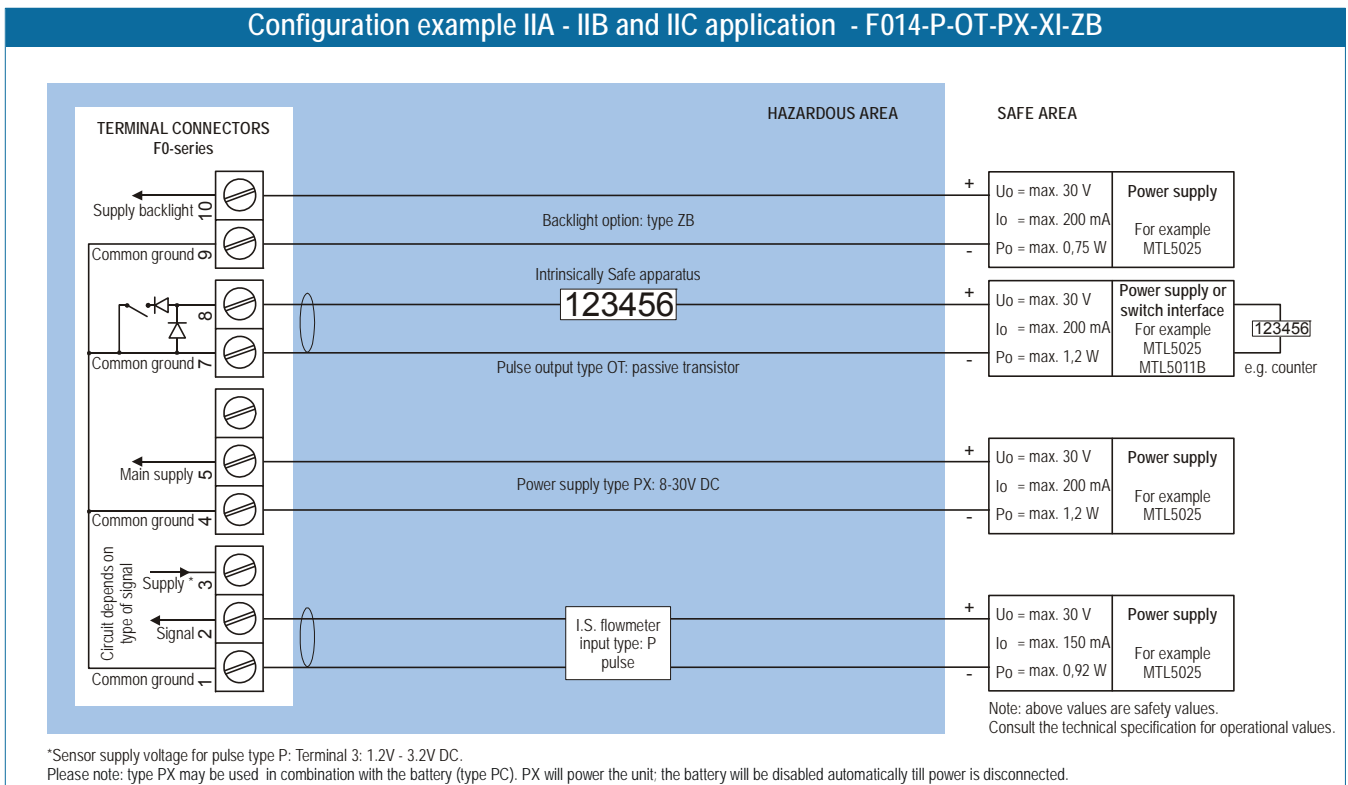 Configuration example IIA - IIB and IIC application - F014-P-OT-PX-XI-ZB
HAZARDOUS AREA
SAFE AREA
TERMINAL CONNECTORS
F0-series
Supply backlight
10
Common ground
9
8
Common ground
7
Main supply
5
Common ground
4
Circuit depends on
type of signal
Supply *
3
Signal
2
Common ground
1
Backlight option: type ZB
Intrinsically Safe apparatus
123456
Pulse output type OT: passive transistor
Power supply type PX: 8-30V DC
I.S. flowmeter
input type: P
pulse
+
-
Uo = max. 30 V
Io = max. 200 mA
Po = max. 0,75 W
Power supply
For example
MTL5025
+
-
Uo = max. 30 V
Io = max. 200 mA
Po = max. 1,2 W
Power supply or
switch interface
For example
MTL5025
MTL5011B
123456
e.g. counter
+
-
Uo = max. 30 V
Io = max. 200 mA
Po = max. 1,2 W
Power supply
For example
MTL5025
+
-
Uo = max. 30 V
Io = max. 150 mA
Po = max. 0,92 W
Power supply
For example
MTL5025
Note: above values are safety values.
Consult the technical specification for operational values.
*Sensor supply voltage for pulse type P: Terminal 3: 1.2V - 3.2V DC.
Please note: type PX may be used in combination with the battery (type PC). PX will power the unit; the battery will be disabled automatically till power is disconnected.